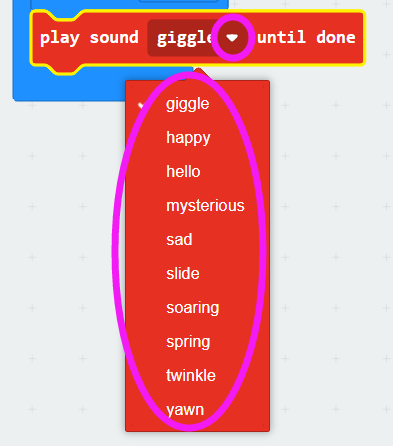 play sound giggle until done
giggle
happy
hello
mysterious
sad
slide
soaring
spring
twinkle
yawn